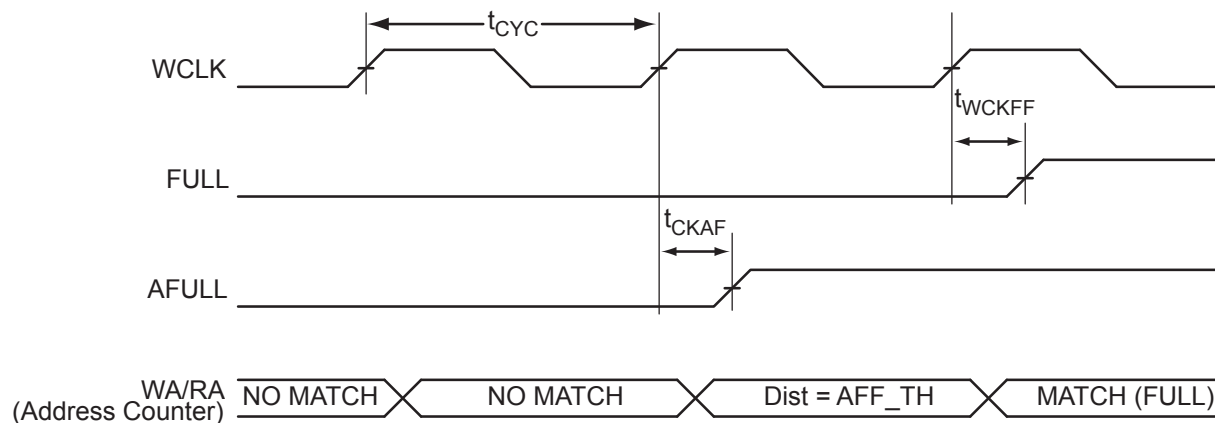 tCYC
WCLK
tWCKFF
FULL
tCKAF
AFULL
WA/RA
(Address Counter)
NO MATCH
NO MATCH
Dist = AFF_TH
MATCH (FULL)